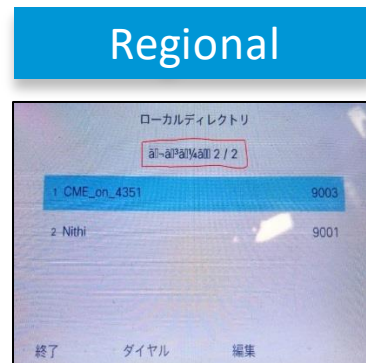 Regional
ローカルディレクトリ
2 / 2
1 CME_on_4351 9003
2 Nithi 9001
終了 ダイヤル 編集